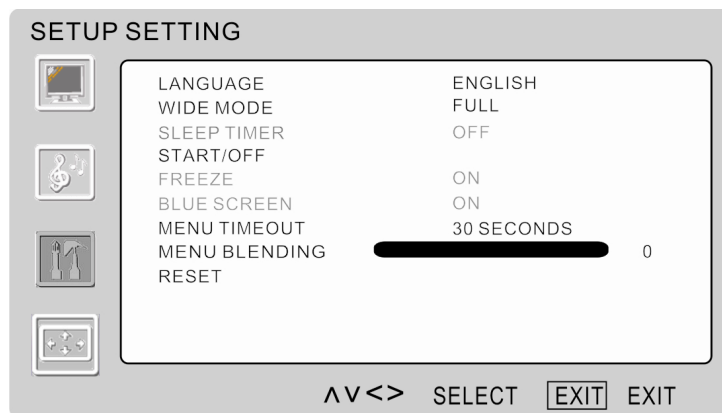 SETUP SETTING
LANGUAGE ENGLISH
WIDE MODE FULL
SLEEP TIMER OFF
START/OFF
FREEZE ON
BLUE SCREEN ON
MENU TIMEOUT 30 SECONDS
MENU BLENDING 0
RESET
∧∨<> SELECT EXIT EXIT